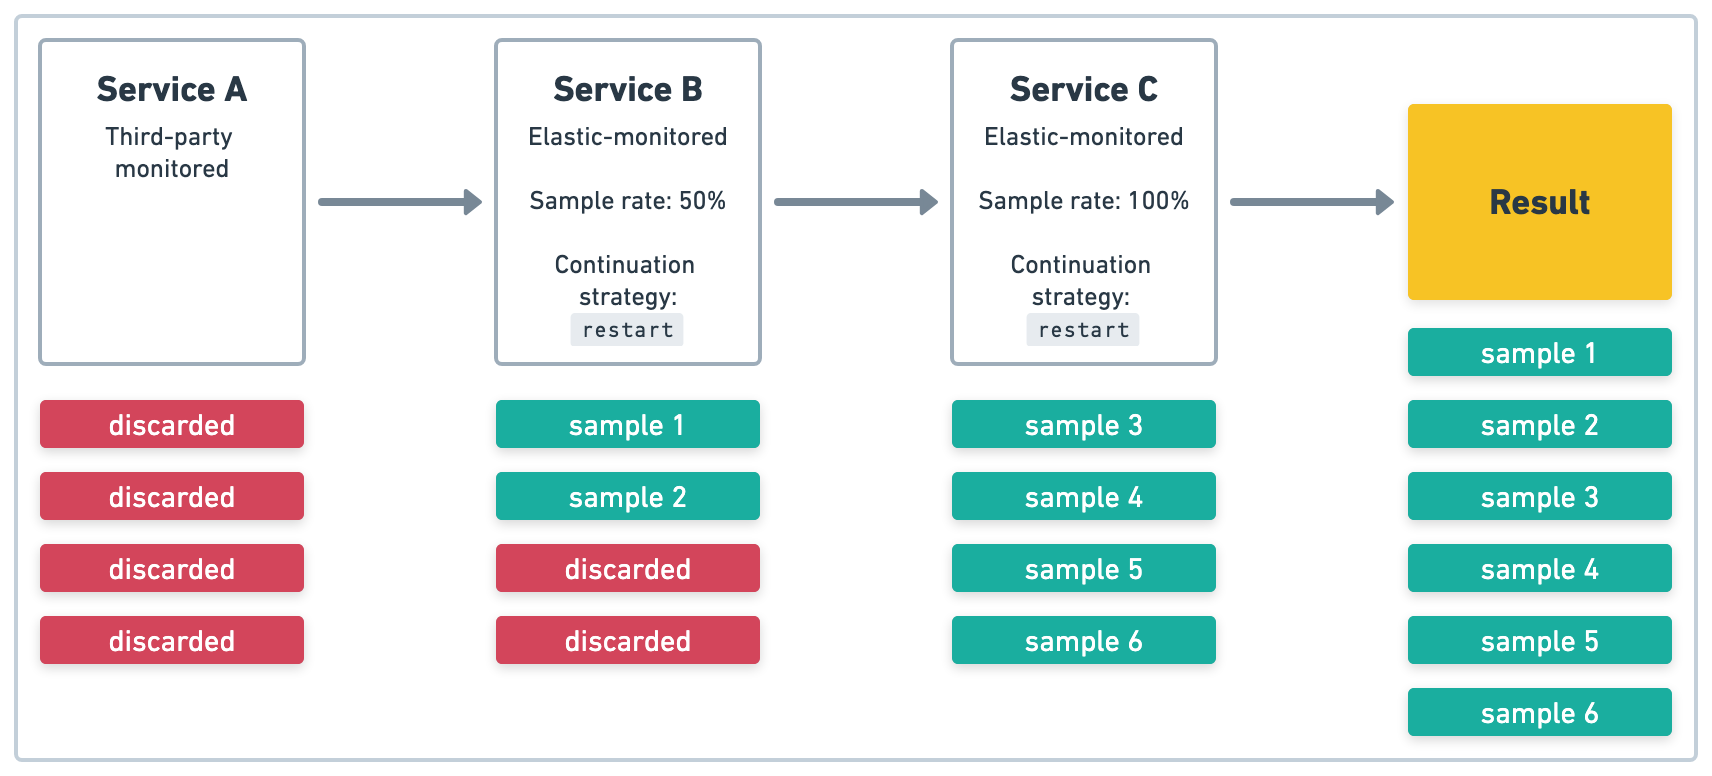 Service A
Third-party
monitored
Service B
Elastic-monitored
Sample rate: 50%
Continuation
strategy:
restart
Service C
Elastic-monitored
Sample rate: 100%
Continuation
strategy:
restart
Result
discarded
discarded
discarded
discarded
sample 1
sample 2
discarded
discarded
sample 3
sample 4
sample 5
sample 6
sample 1
sample 2
sample 3
sample 4
sample 5
sample 6